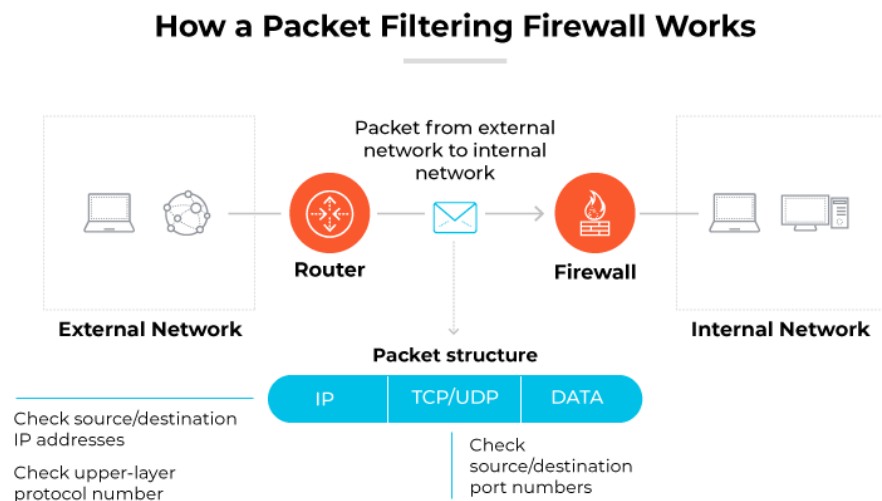 How a Packet Filtering Firewall Works
Packet from external
network to internal
network
Router
Firewall
External Network
Internal Network
Packet structure
IP
TCP/UDP
DATA
Check source/destination
IP addresses
Check upper-layer
protocol number
Check
source/destination
port numbers